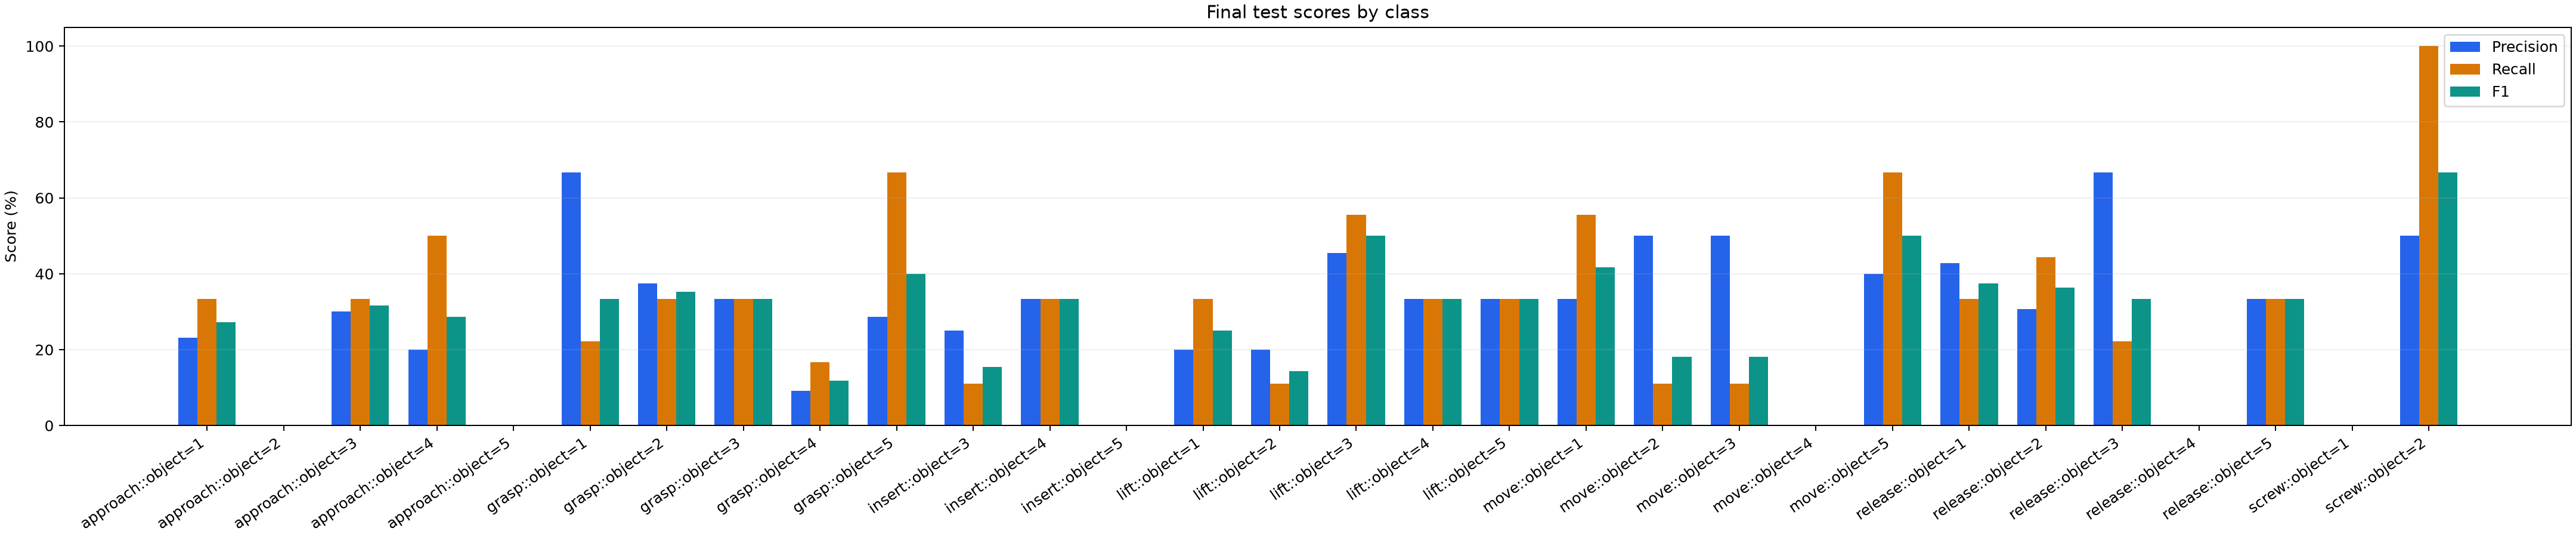 Final test scores by class
Score (%)
100
80
60
40
20
0
Precision
Recall
F1
approach::object=1
approach::object=2
approach::object=3
approach::object=4
approach::object=5
grasp::object=1
grasp::object=2
grasp::object=3
grasp::object=4
grasp::object=5
insert::object=3
insert::object=4
insert::object=5
lift::object=1
lift::object=2
lift::object=3
lift::object=4
lift::object=5
move::object=1
move::object=2
move::object=3
move::object=4
move::object=5
release::object=1
release::object=2
release::object=3
release::object=4
release::object=5
screw::object=1
screw::object=2